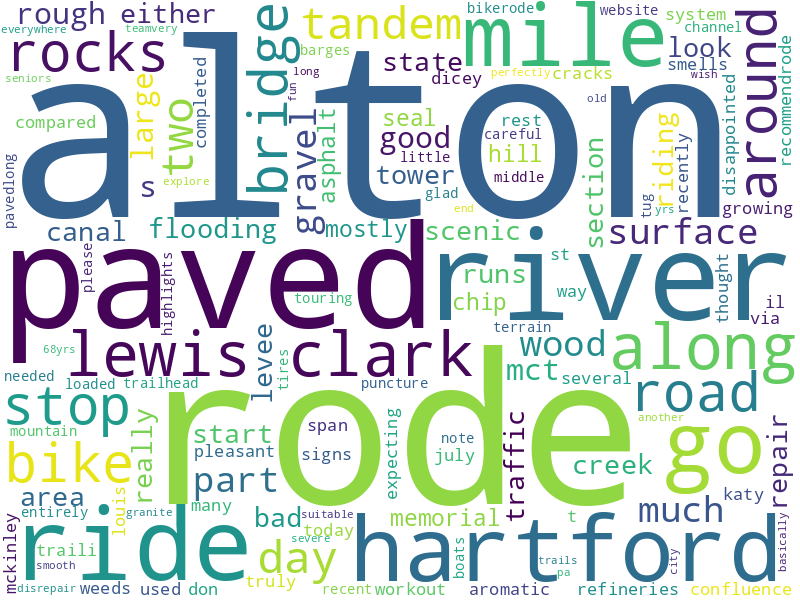 rough either
everywhere
teamvery
tandem
bikerode
website
system
channel
rocks
seniors
large
completed
bridge
barges
long
fun
state
dicey
mile
perfectly
cracks
look
smells
wish
around
disappointed
recommendrode
alton
compared
pavedlong
two
explore
s
gravel
asphalt
seal
good
little
tower
rest
careful
middle
hill
glad
old
end
section
riding
recently
tug
yrs
growing
canal
flooding
mostly
scenic
surface
please
highlights
paved
touring
river
runs
chip
st
way
thought
il
via
terrain
68yrs
lewis clark
levee
tires
wood
along
needed
loaded
trailhead
puncture
mct
several
stop
mountain
start
pleasant
span
signs
rode
note
july
expecting
traffic
road
another
go
creek
repair
bike
really
part
area
entirely
louis
many
granite
bad
suitable
today
memorial
t
much
katy
mckinley
traili
smooth
ride
day
severe
hartford
boats
trails
pa
city
basically
disrepair
weeds
used
don
truly
recent
workout
aromatic
refineries
confluence